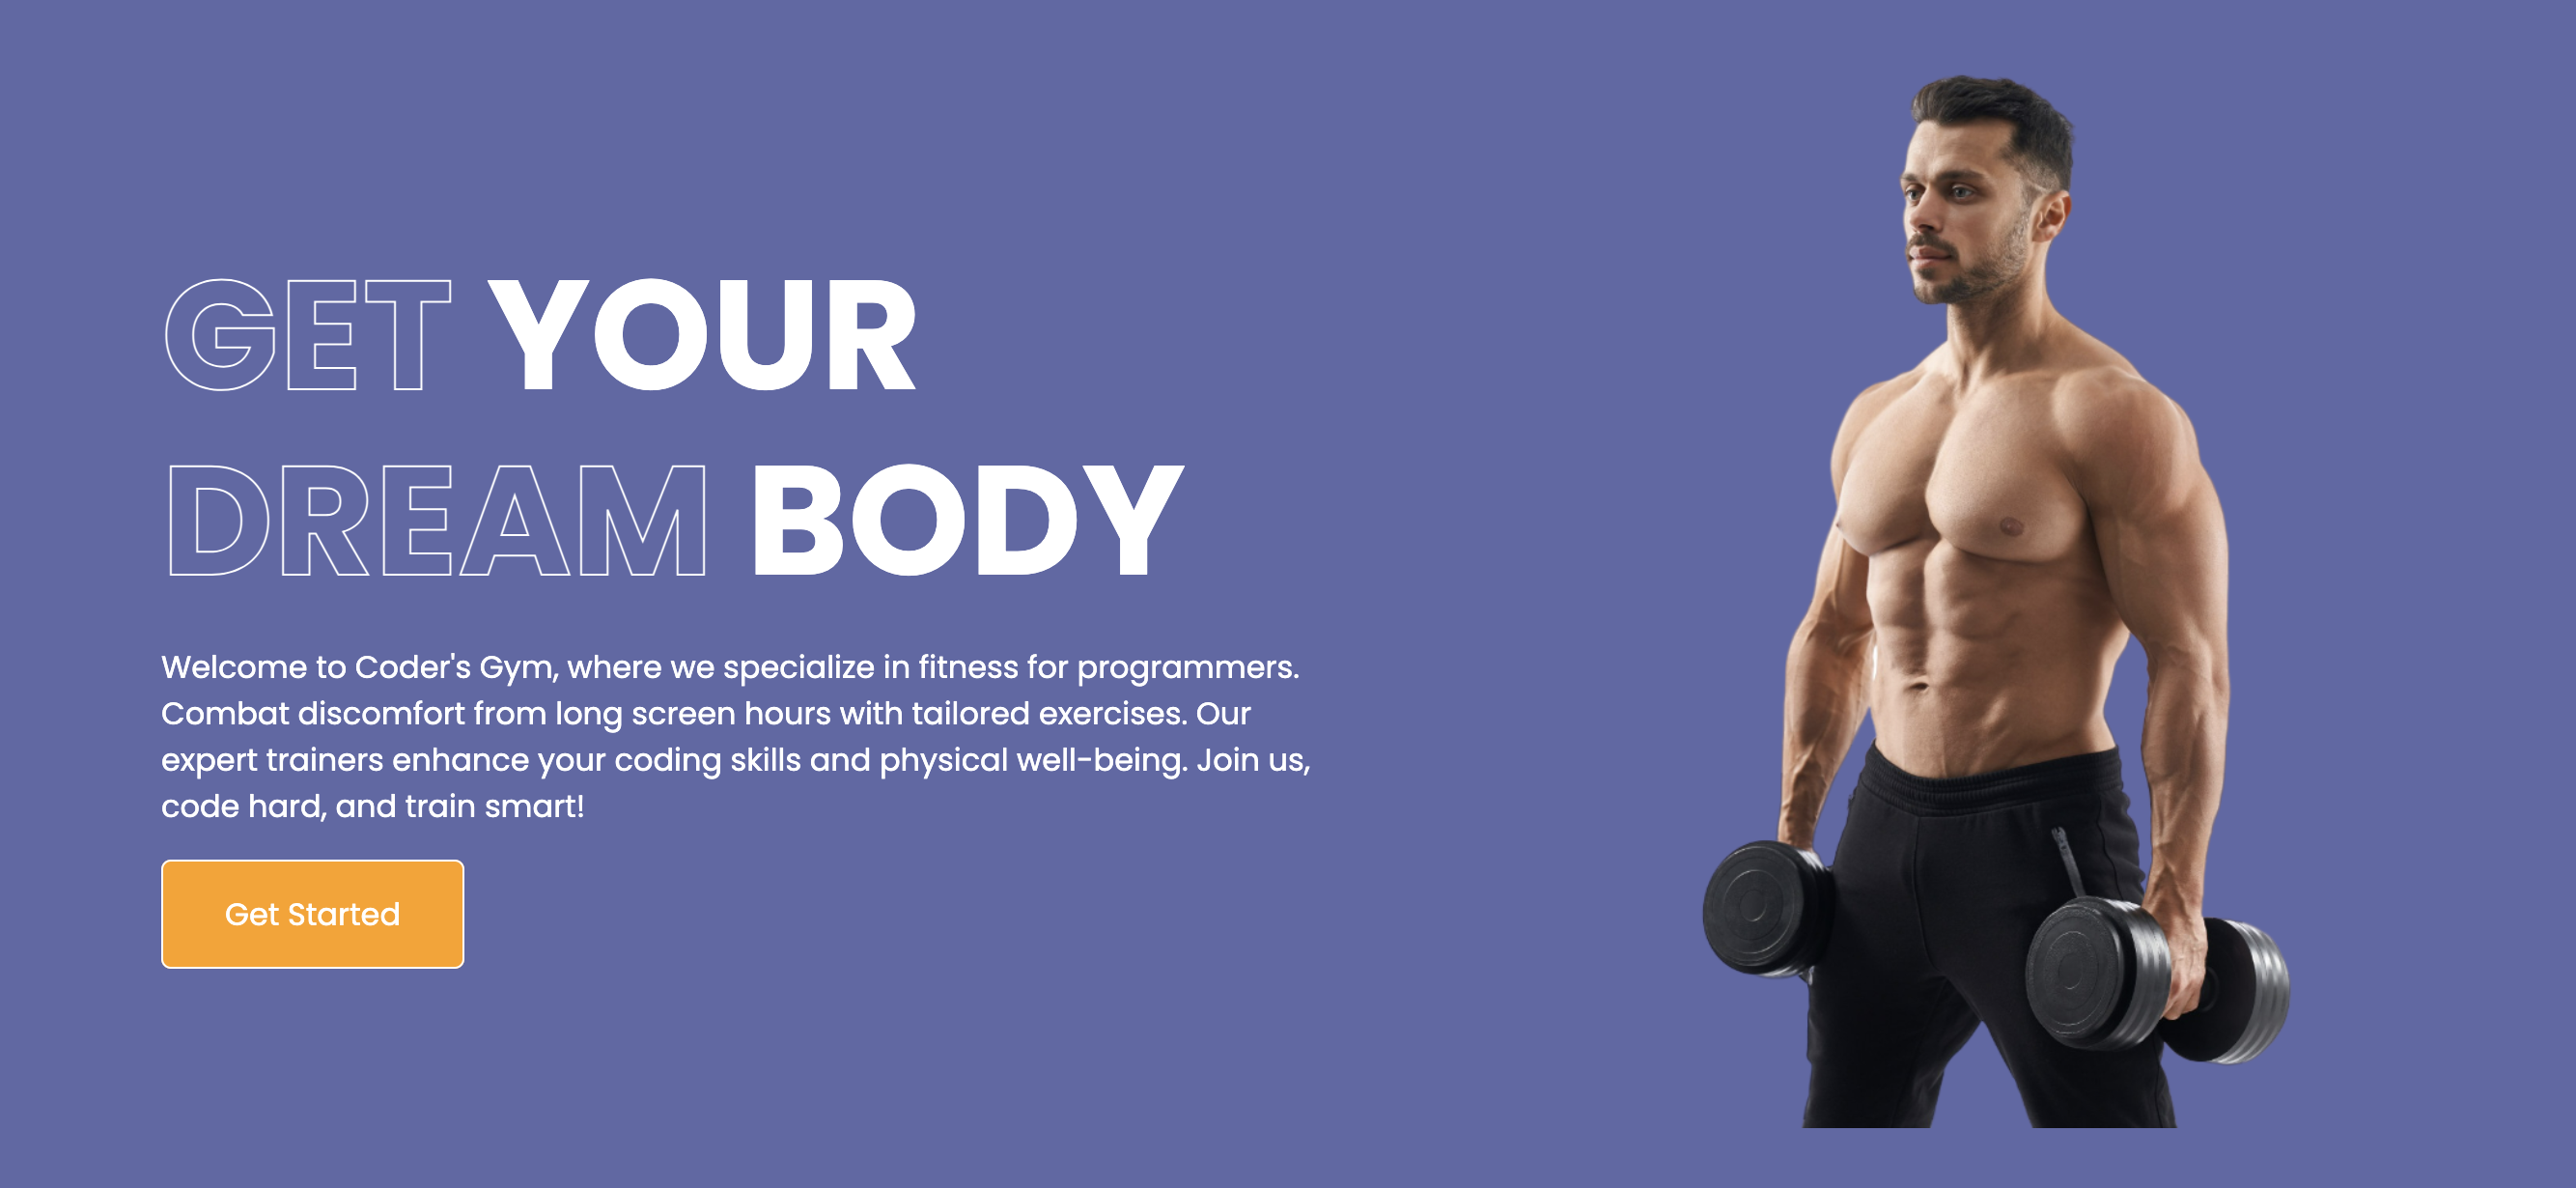 GET YOUR
DREAM BODY
Welcome to Coder's Gym, where we specialize in fitness for programmers.
Combat discomfort from long screen hours with tailored exercises. Our
expert trainers enhance your coding skills and physical well-being. Join us,
code hard, and train smart!
Get Started